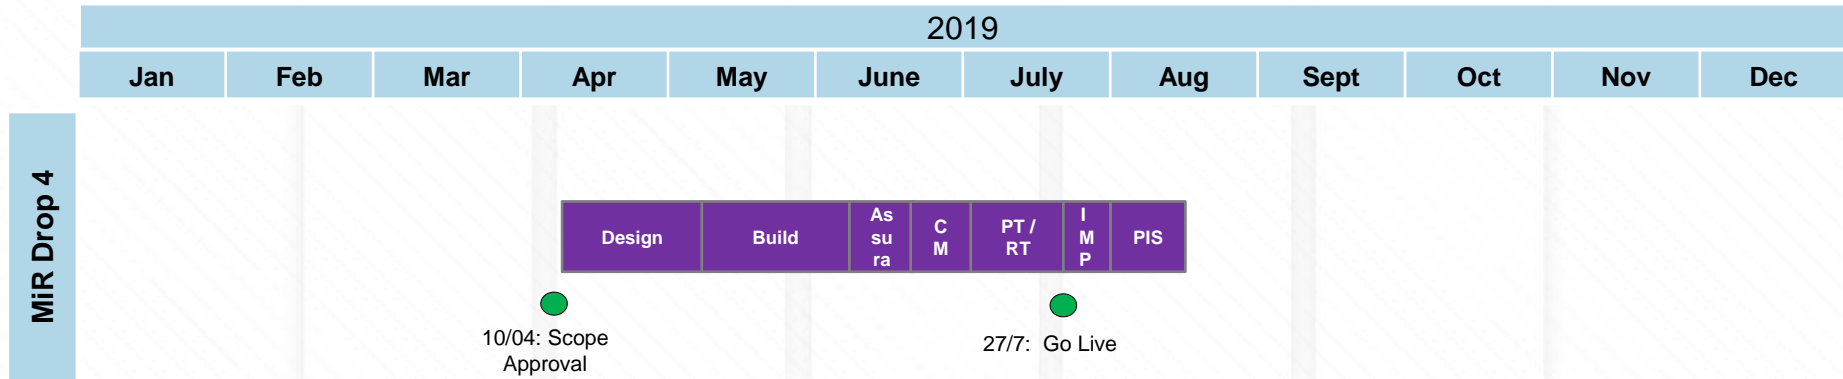 2019
Jan Feb Mar Apr May June July Aug Sept Oct Nov Dec
MiR Drop 4
Design
Build
As
su
ra
C
M
PT /
RT
I
M
P
PIS
10/04: Scope
Approval
27/7: Go Live